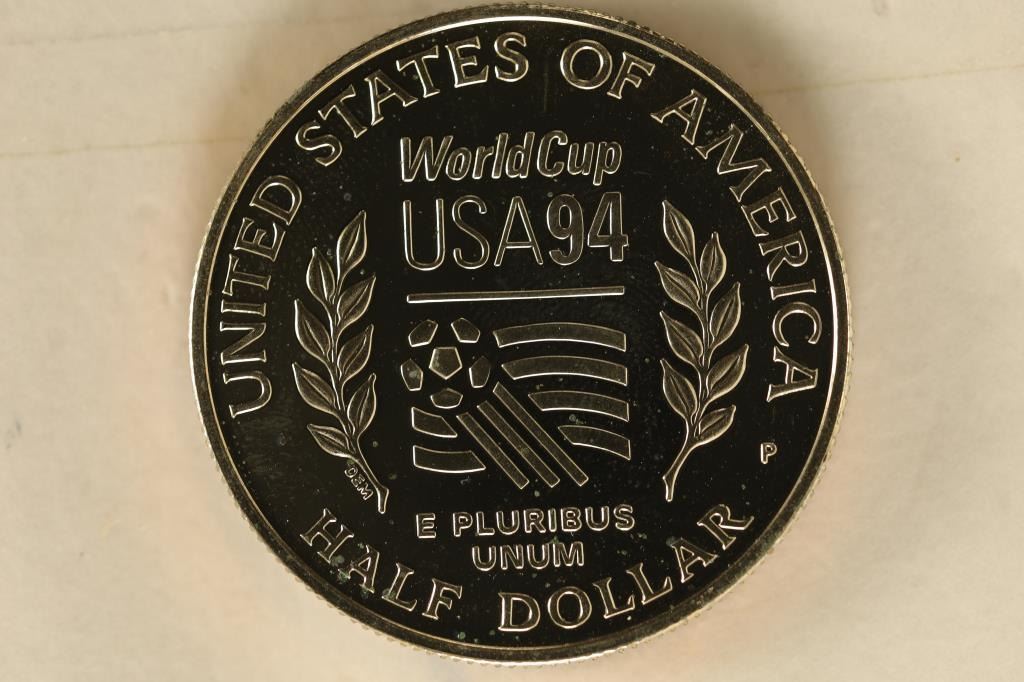 UNITED STATES OF AMERICA
World Cup
USA94
P
DEM
E PLURIBUS
UNUM
HALF DOLLAR